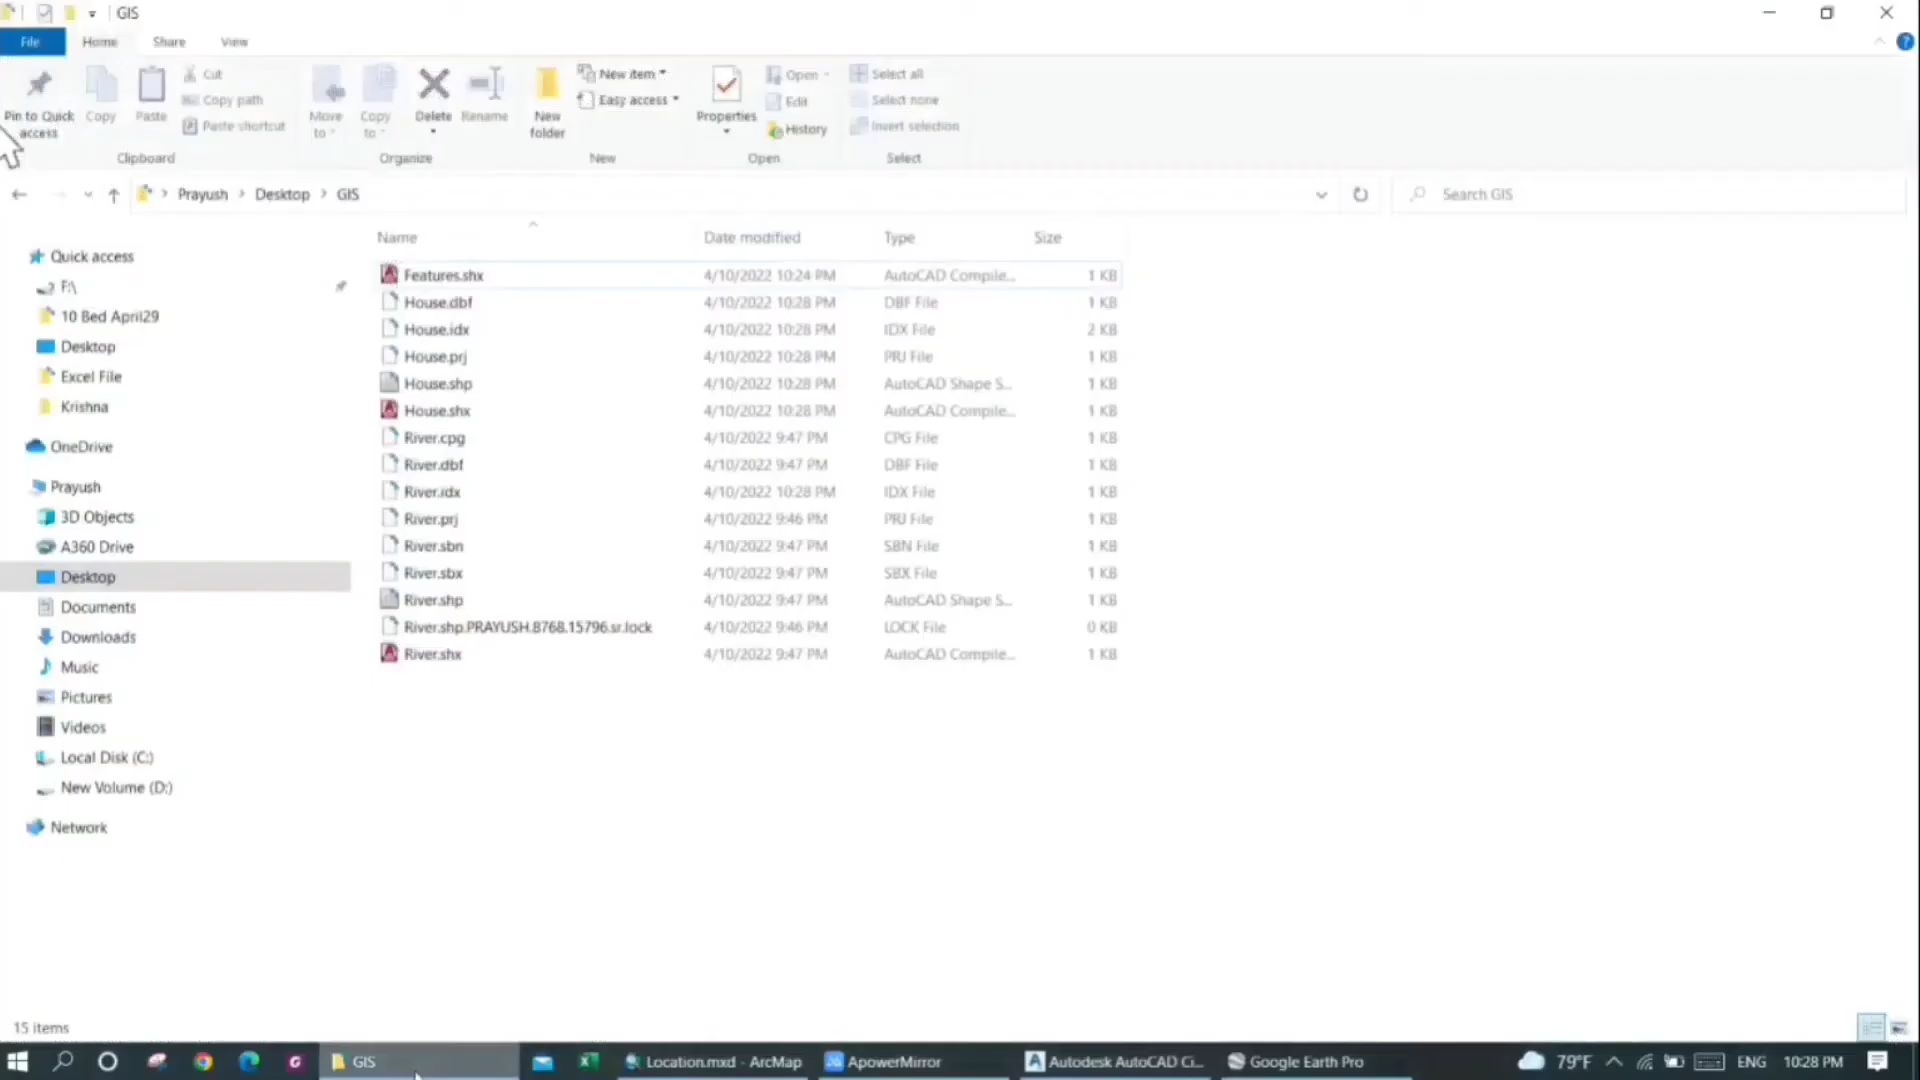 GIS
File Home Share View
Pin to Quick access
Copy
Paste
Cut
Copy path
Paste shortcut
Clipboard
Move to
Copy to
Delete
Rename
Organize
New folder
New item
Easy access
New
Properties
Open
Edit
History
Open
Select all
Select none
Invert selection
Select
Prayush > Desktop > GIS
Search GIS
Quick access
F:\
10 Bed April29
Desktop
Excel File
Krishna
OneDrive
Prayush
3D Objects
A360 Drive
Desktop
Documents
Downloads
Music
Pictures
Videos
Local Disk (C:)
New Volume (D:)
Network
Name Date modified Type Size
Features.shx 4/10/2022 10:24 PM AutoCAD Compile... 1 KB
House.dbf 4/10/2022 10:28 PM DBF File 1 KB
House.idx 4/10/2022 10:28 PM IDX File 2 KB
House.prj 4/10/2022 10:28 PM PRJ File 1 KB
House.shp 4/10/2022 10:28 PM AutoCAD Shape S... 1 KB
House.shx 4/10/2022 10:28 PM AutoCAD Compile... 1 KB
River.cpg 4/10/2022 9:47 PM CPG File 1 KB
River.dbf 4/10/2022 9:47 PM DBF File 1 KB
River.idx 4/10/2022 10:28 PM IDX File 1 KB
River.prj 4/10/2022 9:46 PM PRJ File 1 KB
River.sbn 4/10/2022 9:47 PM SBN File 1 KB
River.sbx 4/10/2022 9:47 PM SBX File 1 KB
River.shp 4/10/2022 9:47 PM AutoCAD Shape S... 1 KB
River.shp.PRAYUSH.8768.15796.sr.lock 4/10/2022 9:46 PM LOCK File 0 KB
River.shx 4/10/2022 9:47 PM AutoCAD Compile... 1 KB
15 items
GIS
Location.mxd - ArcMap
ApowerMirror
Autodesk AutoCAD Ci...
Google Earth Pro
79°F
ENG
10:28 PM